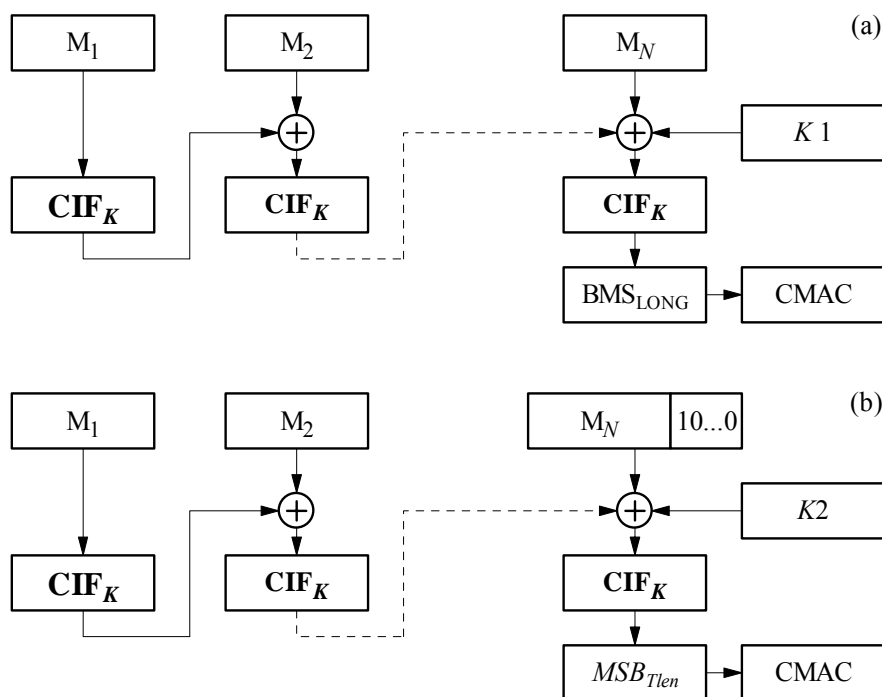 (a)
M1 M2 MN
K 1
CIFK CIFK CIFK
BMSLONG CMAC
(b)
M1 M2 MN 10...0
K2
CIFK CIFK CIFK
MSBTlen CMAC